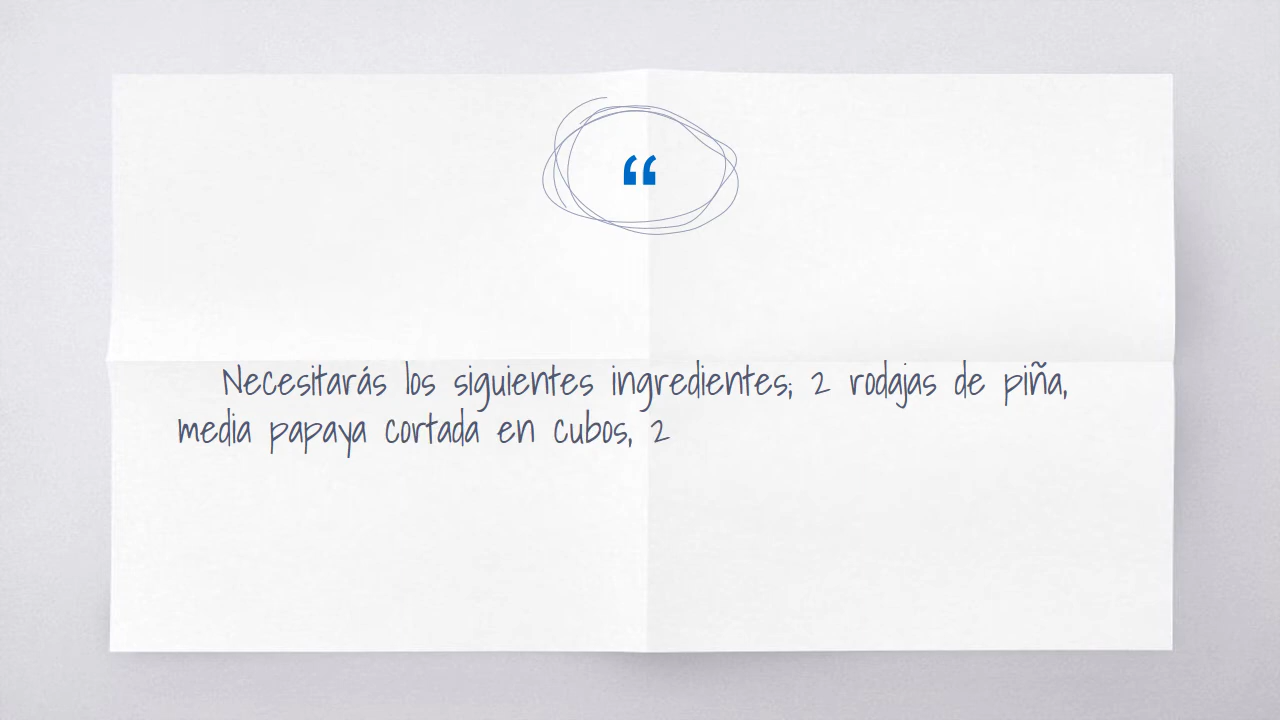 “
Necesitarás los siguientes ingredientes; 2 rodajas de piña,
media papaya cortada en cubos, 2